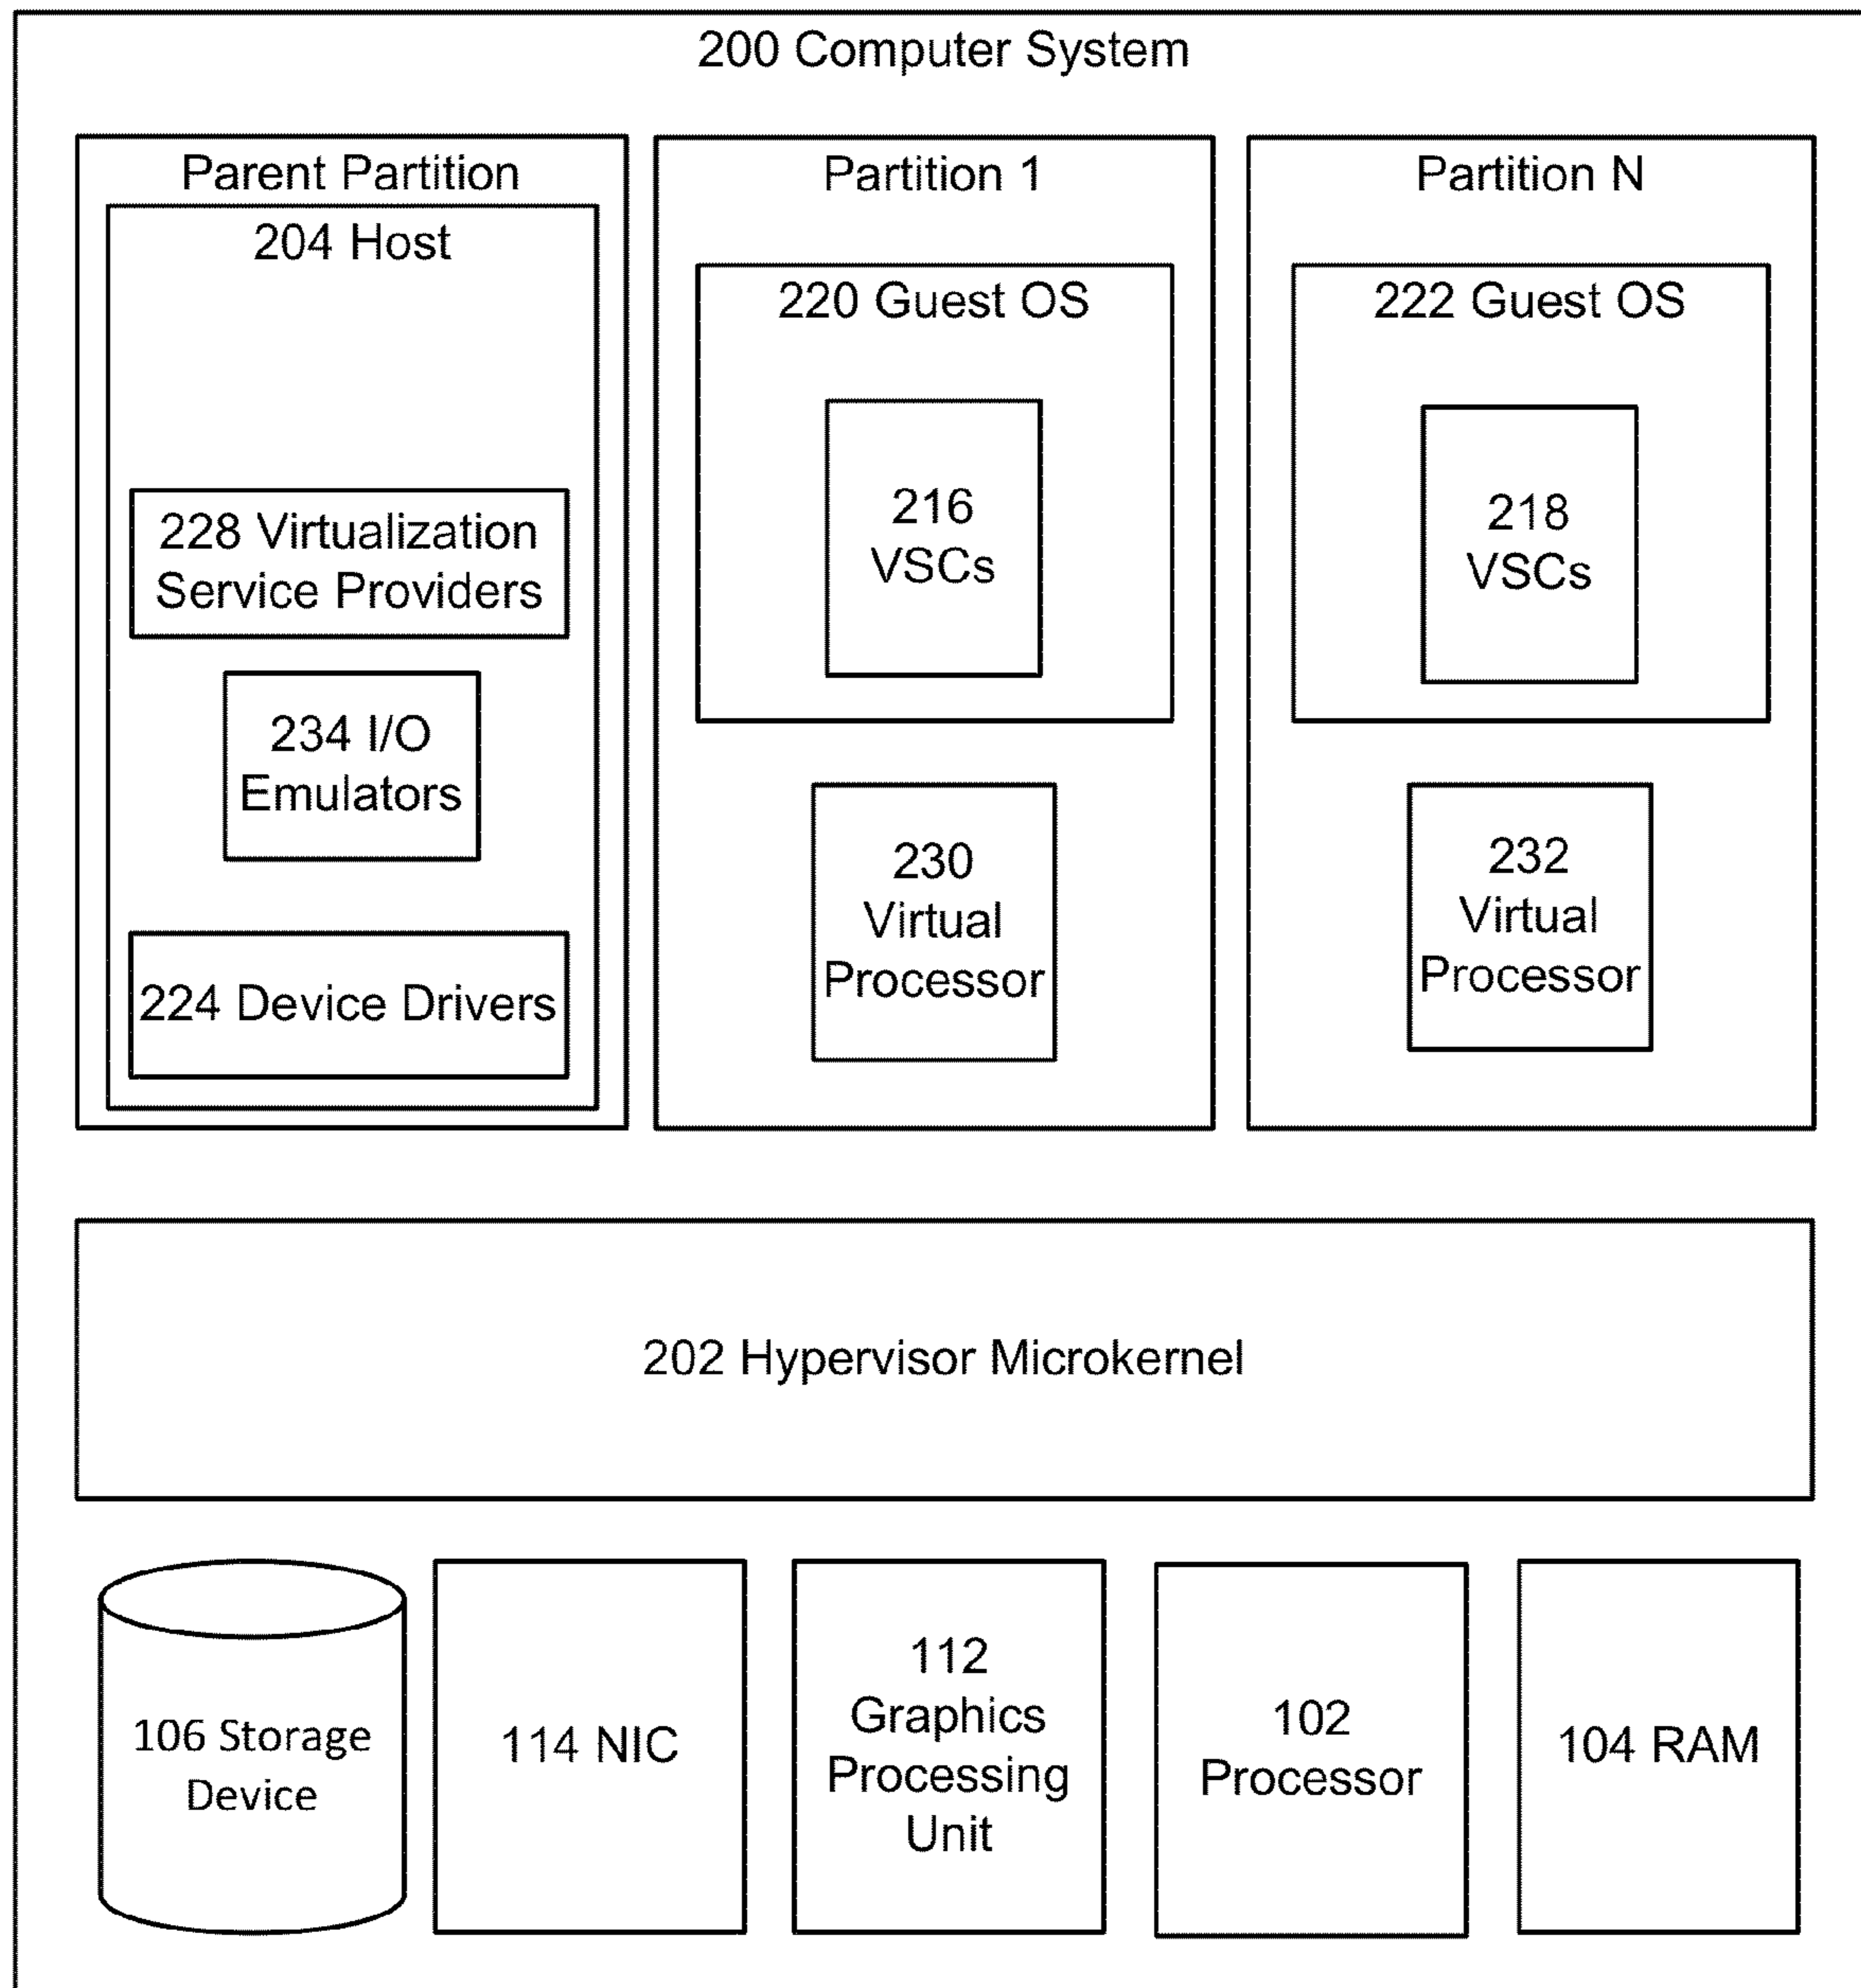 200 Computer System
Parent Partition
204 Host
228 Virtualization
Service Providers
234 I/O
Emulators
224 Device Drivers
Partition 1
220 Guest OS
216
VSCs
230
Virtual
Processor
Partition N
222 Guest OS
218
VSCs
232
Virtual
Processor
202 Hypervisor Microkernel
106 Storage
Device
114 NIC
112
Graphics
Processing
Unit
102
Processor
104 RAM